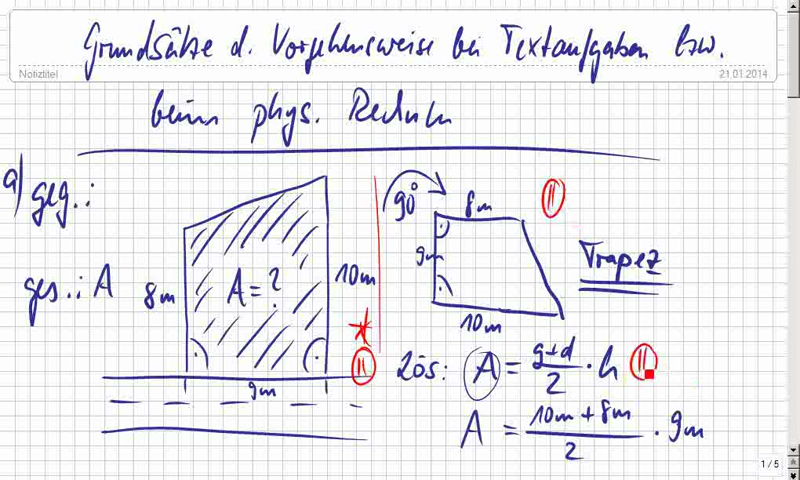 Grundsätze d. Vorgehensweise bei Textaufgaben bzw.
Notiztitel
21.01.2014
beim phys. Rechnen
a) geg.:
ges.: A
8m
A=?
10m
9m
90°
8m
9m
10m
Trapez
Lös: A = g+d/2 · h
A = 10m + 8m/2 · 9m
1/5